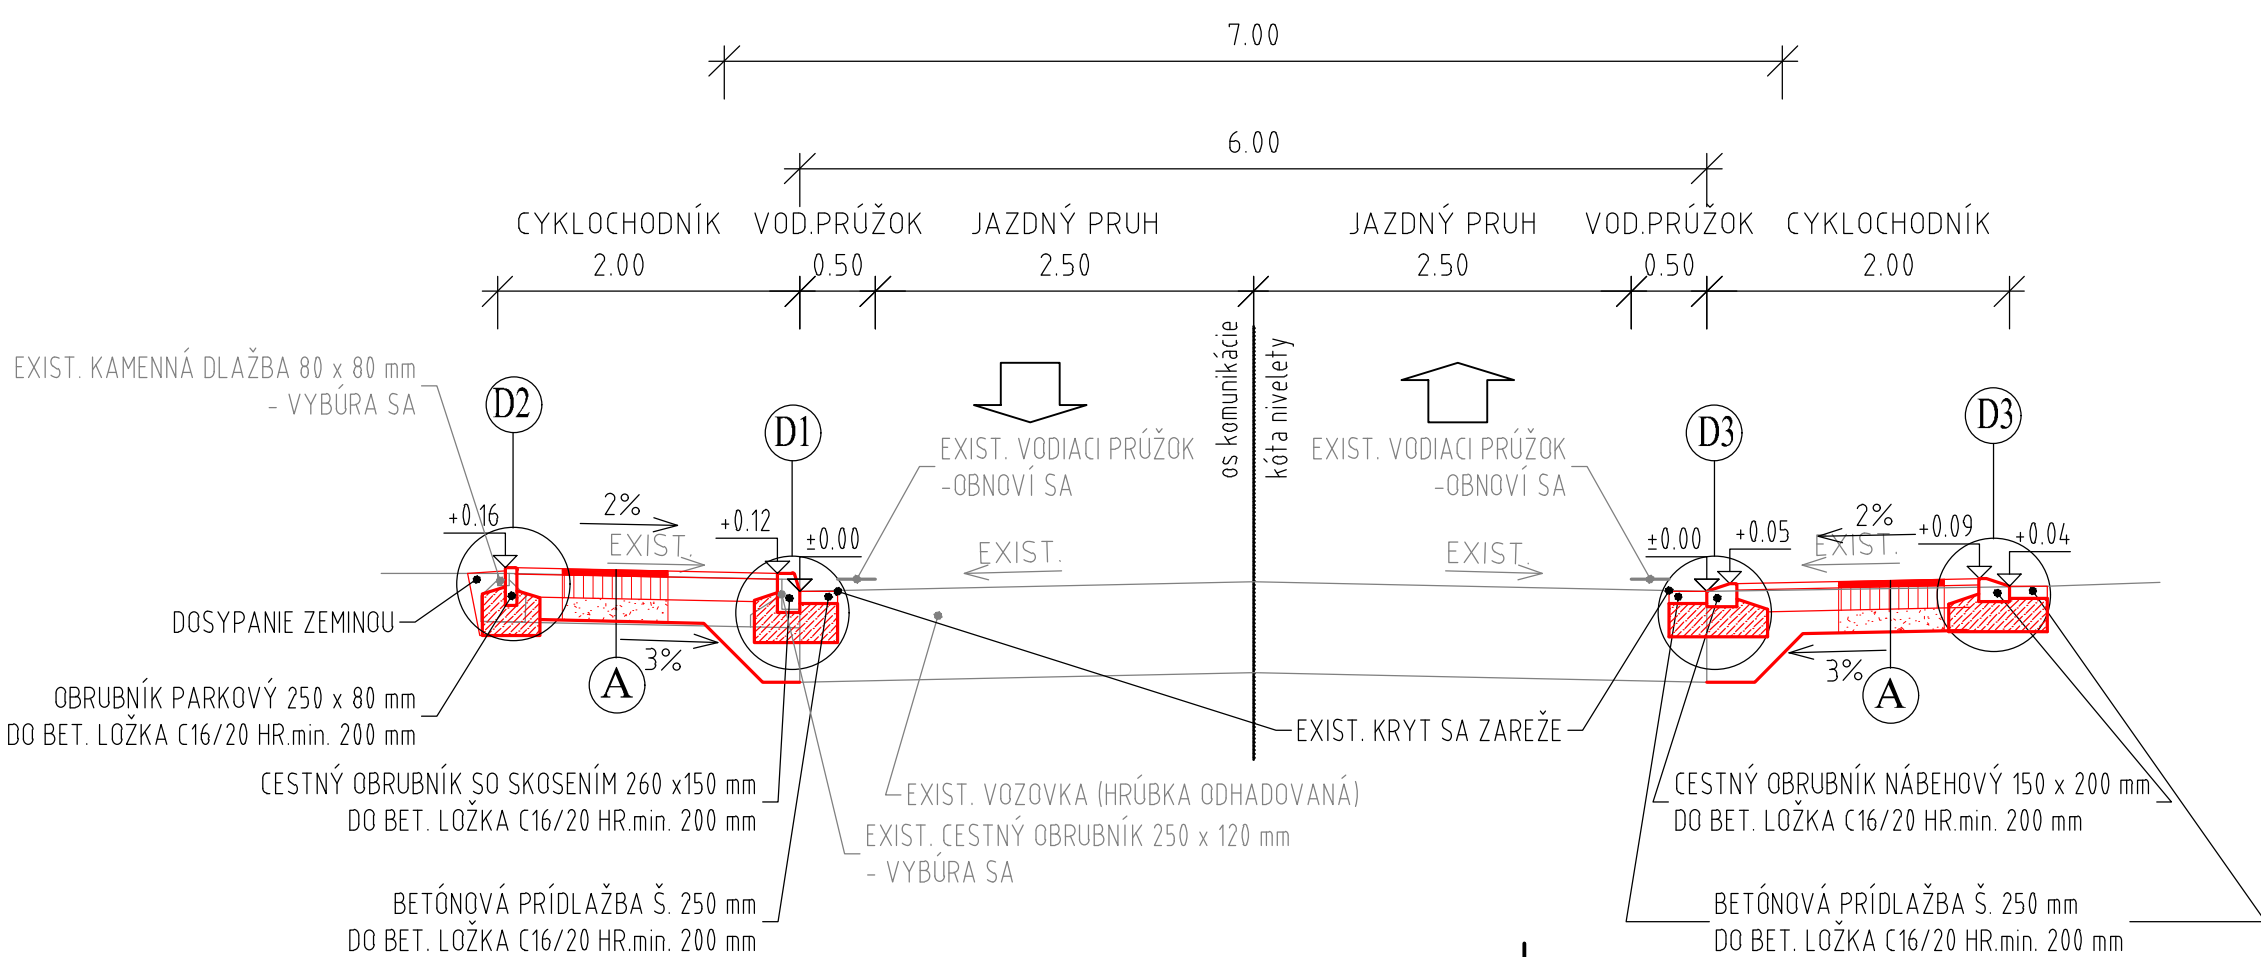 7.00
6.00
CYKLOCHODNÍK VOD.PRÚŽOK JAZDNÝ PRUH JAZDNÝ PRUH VOD.PRÚŽOK CYKLOCHODNÍK
2.00 0.50 2.50 2.50 0.50 2.00
os komunikácie
kóta nivelety
EXIST. KAMENNÁ DLAŽBA 80 x 80 mm
- VYBÚRA SA
D2
D1
D3
D3
EXIST. VODIACI PRÚŽOK
-OBNOVÍ SA
EXIST. VODIACI PRÚŽOK
-OBNOVÍ SA
+0.16
2%
+0.12
±0.00
EXIST.
EXIST.
EXIST.
±0.00
+0.05
2%
+0.09
+0.04
EXIST.
DOSYPANIE ZEMINOU
3%
A
3%
A
OBRUBNÍK PARKOVÝ 250 x 80 mm
DO BET. LOŽKA C16/20 HR.min. 200 mm
EXIST. KRYT SA ZAREŽE
CESTNÝ OBRUBNÍK SO SKOSENÍM 260 x150 mm
DO BET. LOŽKA C16/20 HR.min. 200 mm
EXIST. VOZOVKA (HRÚBKA ODHADOVANÁ)
EXIST. CESTNÝ OBRUBNÍK 250 x 120 mm
- VYBÚRA SA
CESTNÝ OBRUBNÍK NÁBEHOVÝ 150 x 200 mm
DO BET. LOŽKA C16/20 HR.min. 200 mm
BETÓNOVÁ PRÍDLAŽBA Š. 250 mm
DO BET. LOŽKA C16/20 HR.min. 200 mm
BETÓNOVÁ PRÍDLAŽBA Š. 250 mm
DO BET. LOŽKA C16/20 HR.min. 200 mm